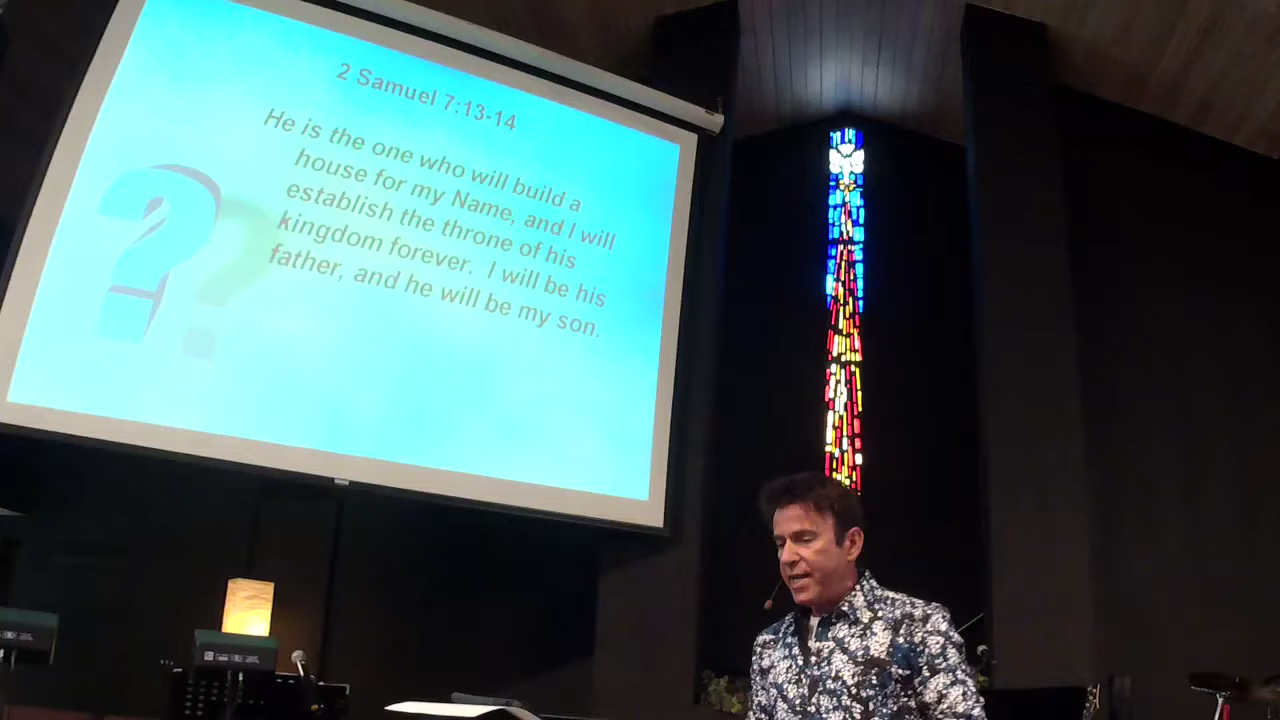 2 Samuel 7:13-14
He is the one who will build a
house for my Name, and I will
establish the throne of his
kingdom forever.  I will be his
father, and he will be my son.